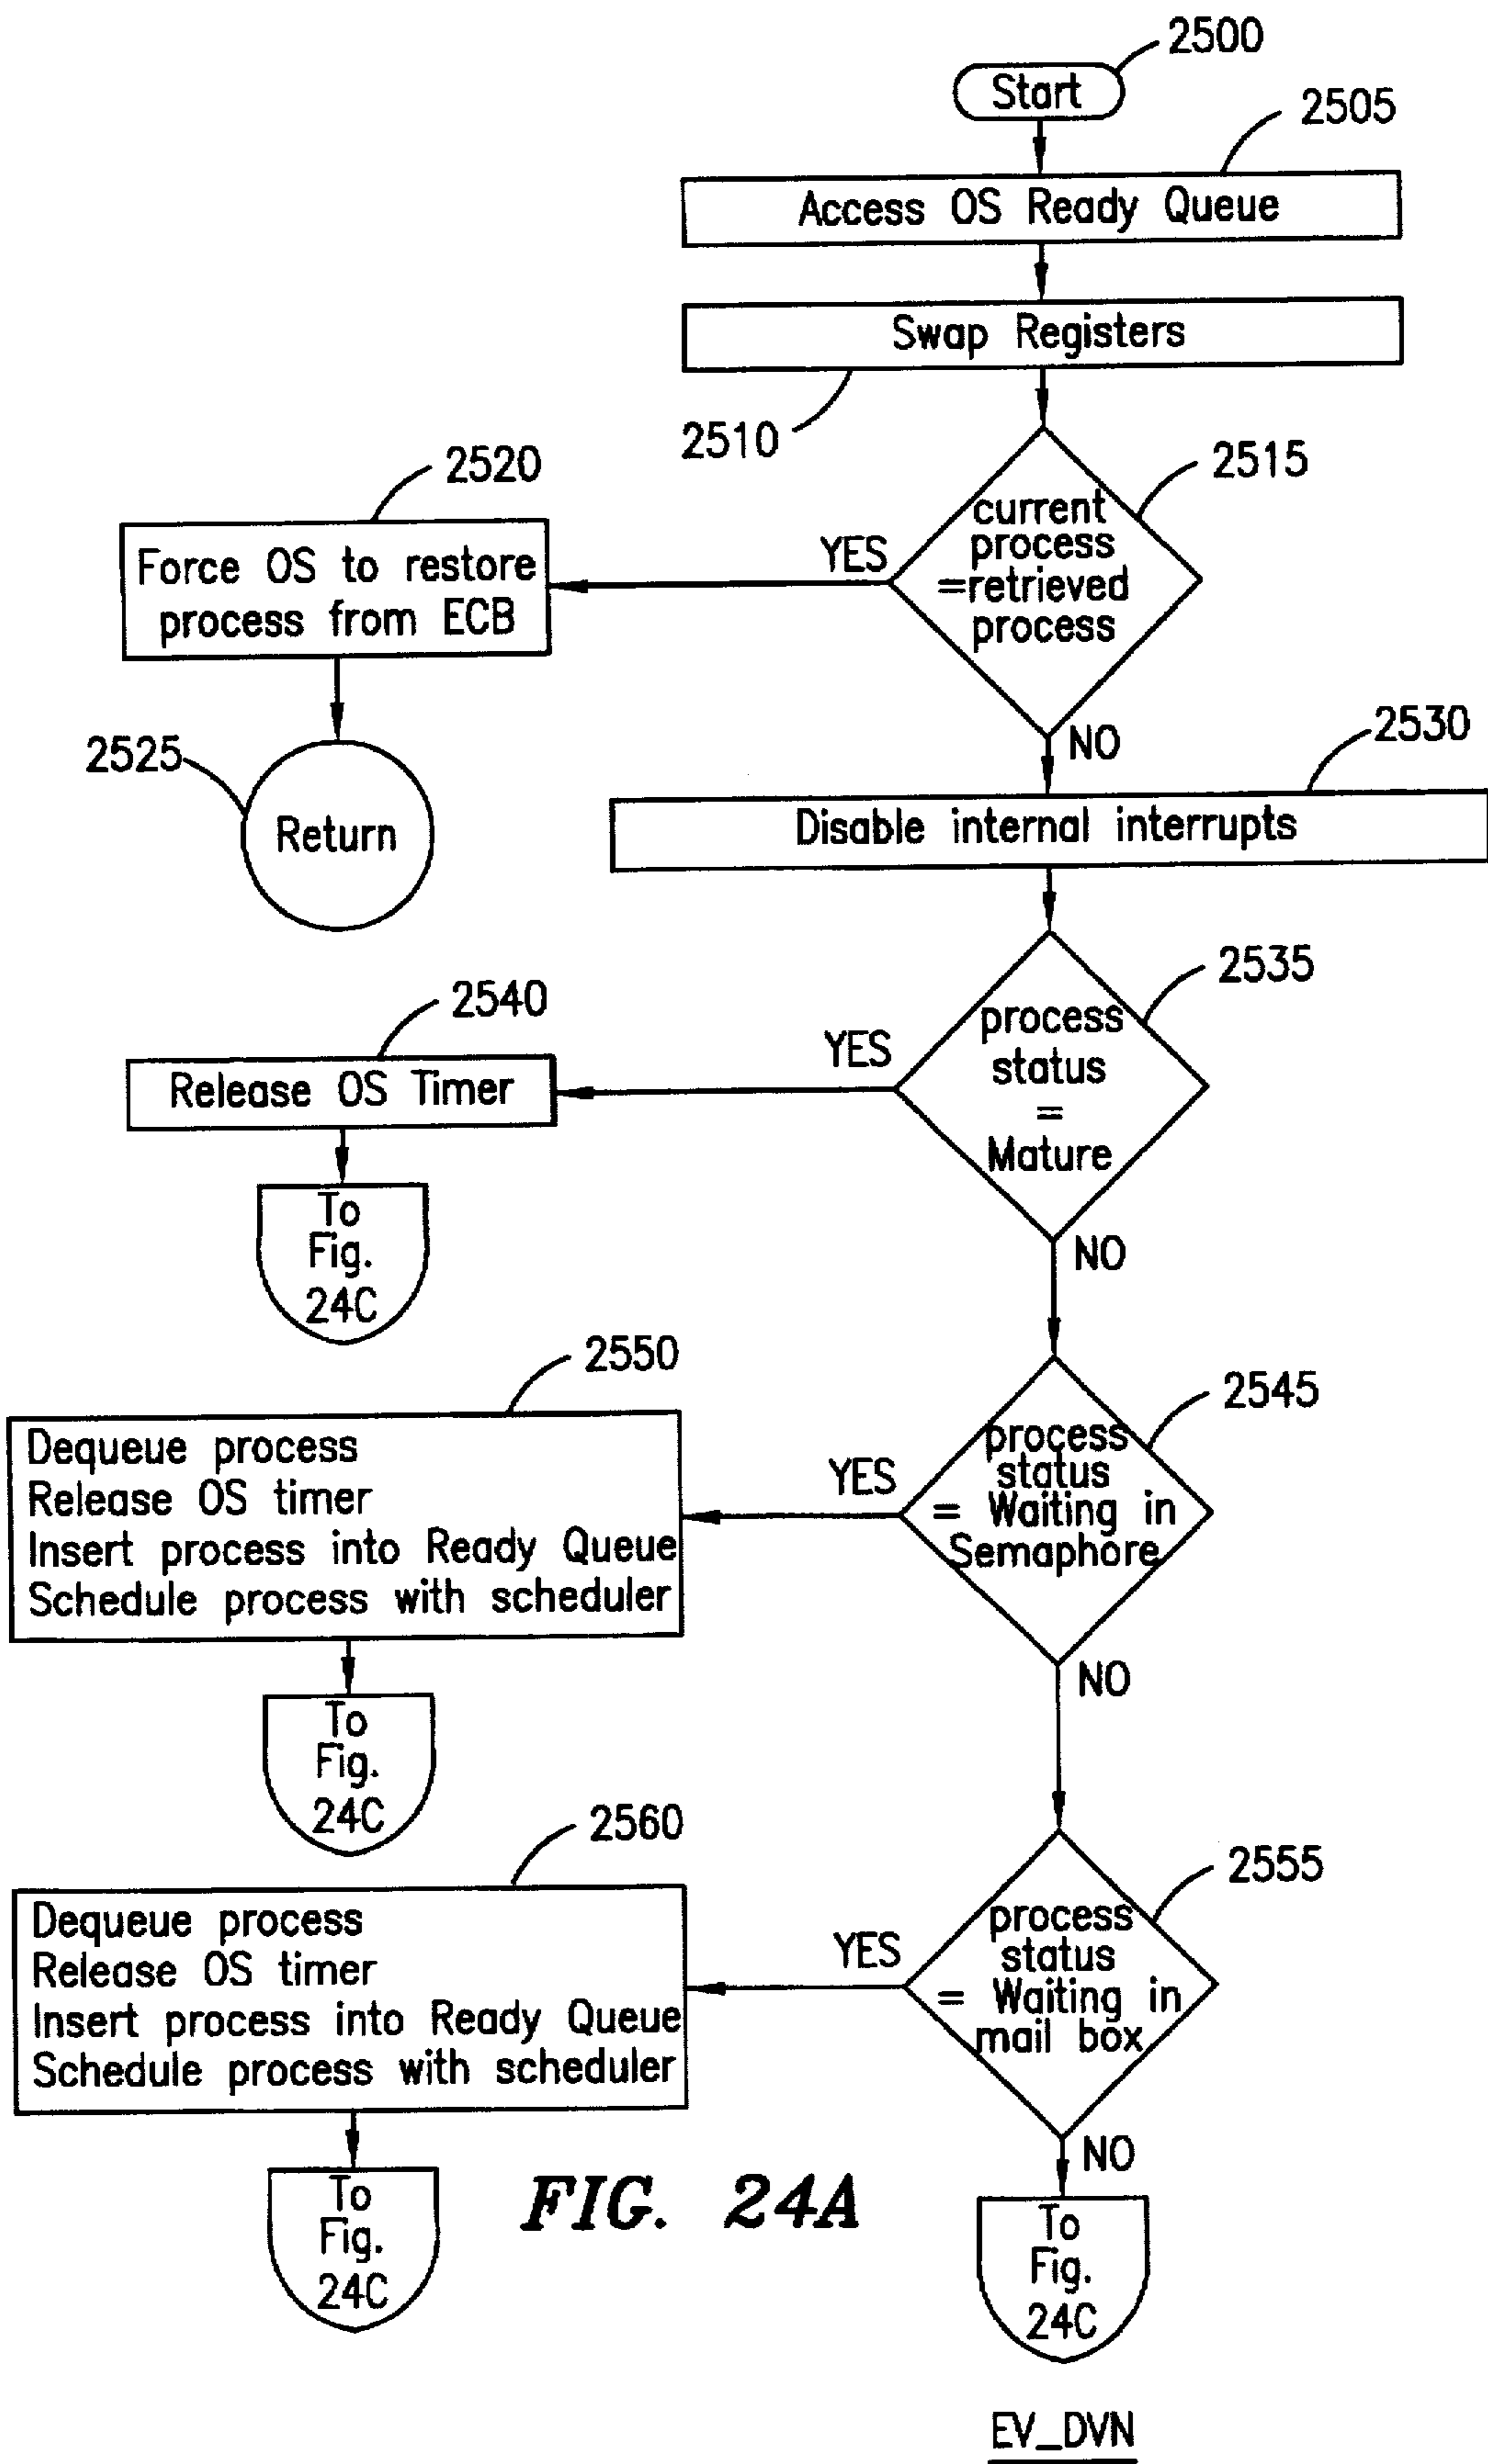 2500
Start
2505
Access OS Ready Queue
Swap Registers
2510
2520
2515
current
process
=retrieved
process
YES
Force OS to restore
process from ECB
NO
2530
2525
Return
Disable internal interrupts
2535
2540
process
status
=
Mature
YES
Release OS Timer
NO
To
Fig.
24C
2550
2545
process
status
= Waiting in
Semaphore
YES
Dequeue process
Release OS timer
Insert process into Ready Queue
Schedule process with scheduler
NO
To
Fig.
24C
2560
2555
process
status
= Waiting in
mail box
YES
Dequeue process
Release OS timer
Insert process into Ready Queue
Schedule process with scheduler
NO
To
Fig.
24C
FIG. 24A
To
Fig.
24C
EV_DVN